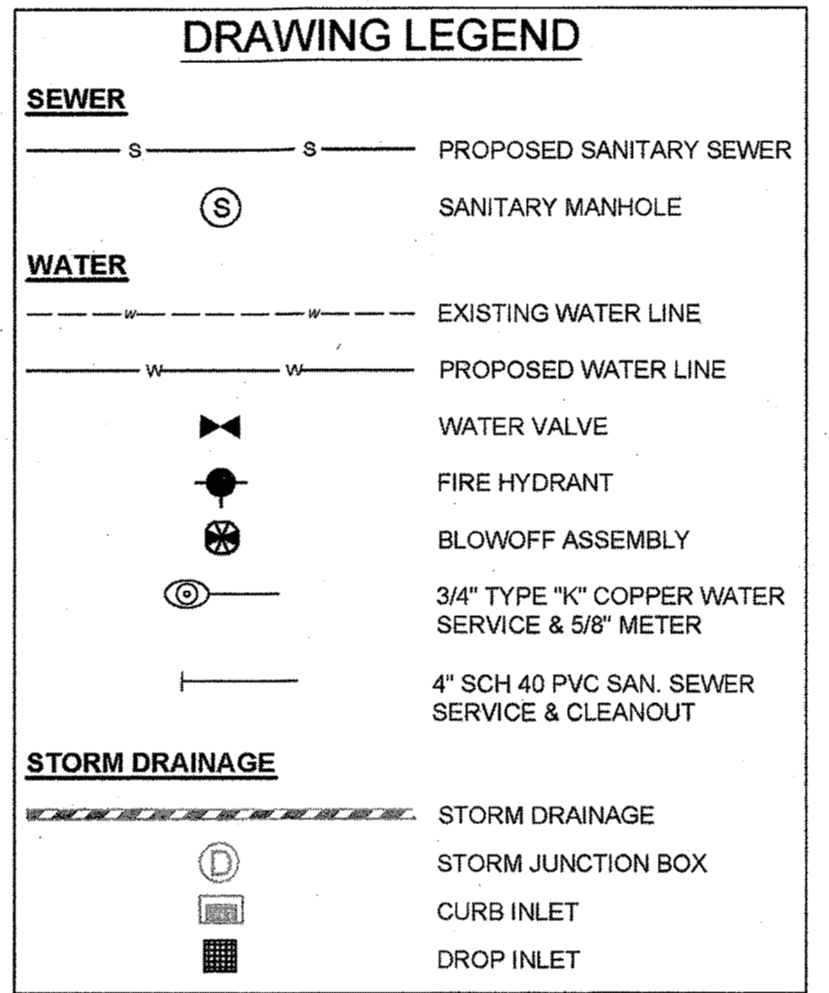 DRAWING LEGEND
SEWER
S S PROPOSED SANITARY SEWER
S SANITARY MANHOLE
WATER
W W EXISTING WATER LINE
W W PROPOSED WATER LINE
WATER VALVE
FIRE HYDRANT
BLOWOFF ASSEMBLY
3/4" TYPE "K" COPPER WATER
SERVICE & 5/8" METER
4" SCH 40 PVC SAN. SEWER
SERVICE & CLEANOUT
STORM DRAINAGE
STORM DRAINAGE
D STORM JUNCTION BOX
CURB INLET
DROP INLET